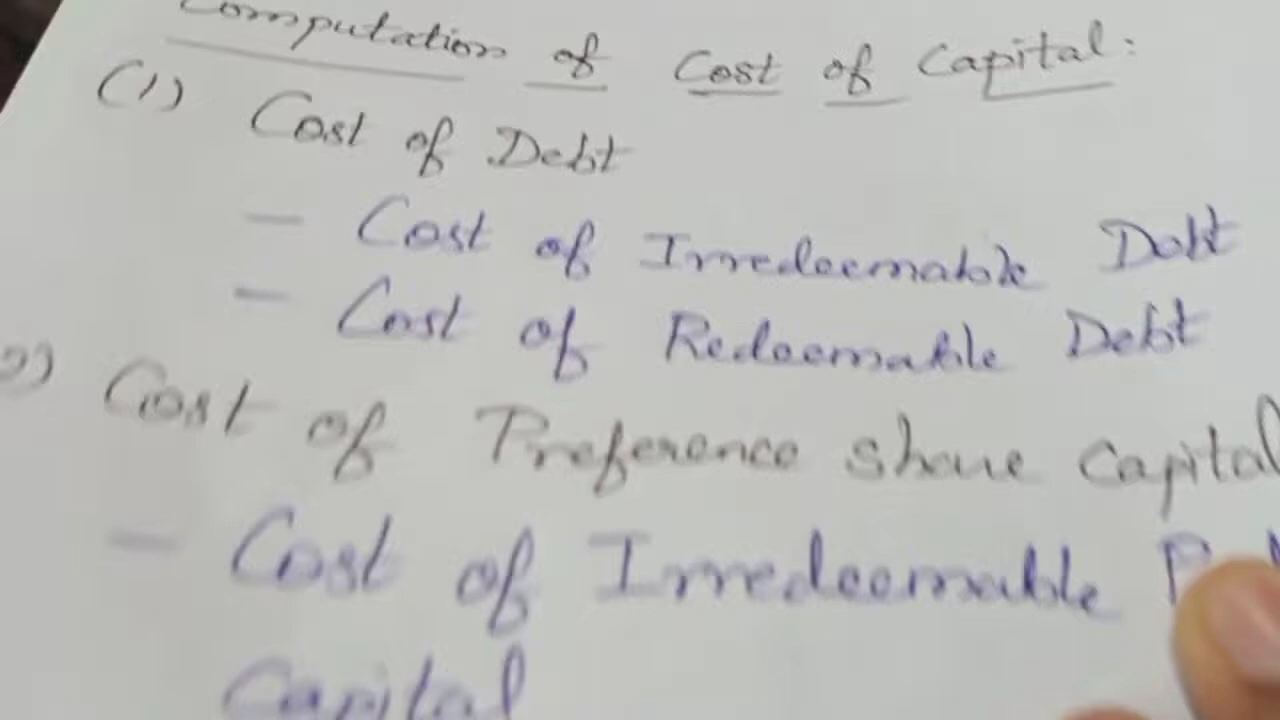 Computation of Cost of Capital:
(1) Cost of Debt
- Cost of Irredeemable Debt
- Cost of Redeemable Debt
2) Cost of Preference share Capital
- Cost of Irredeemable
Capital